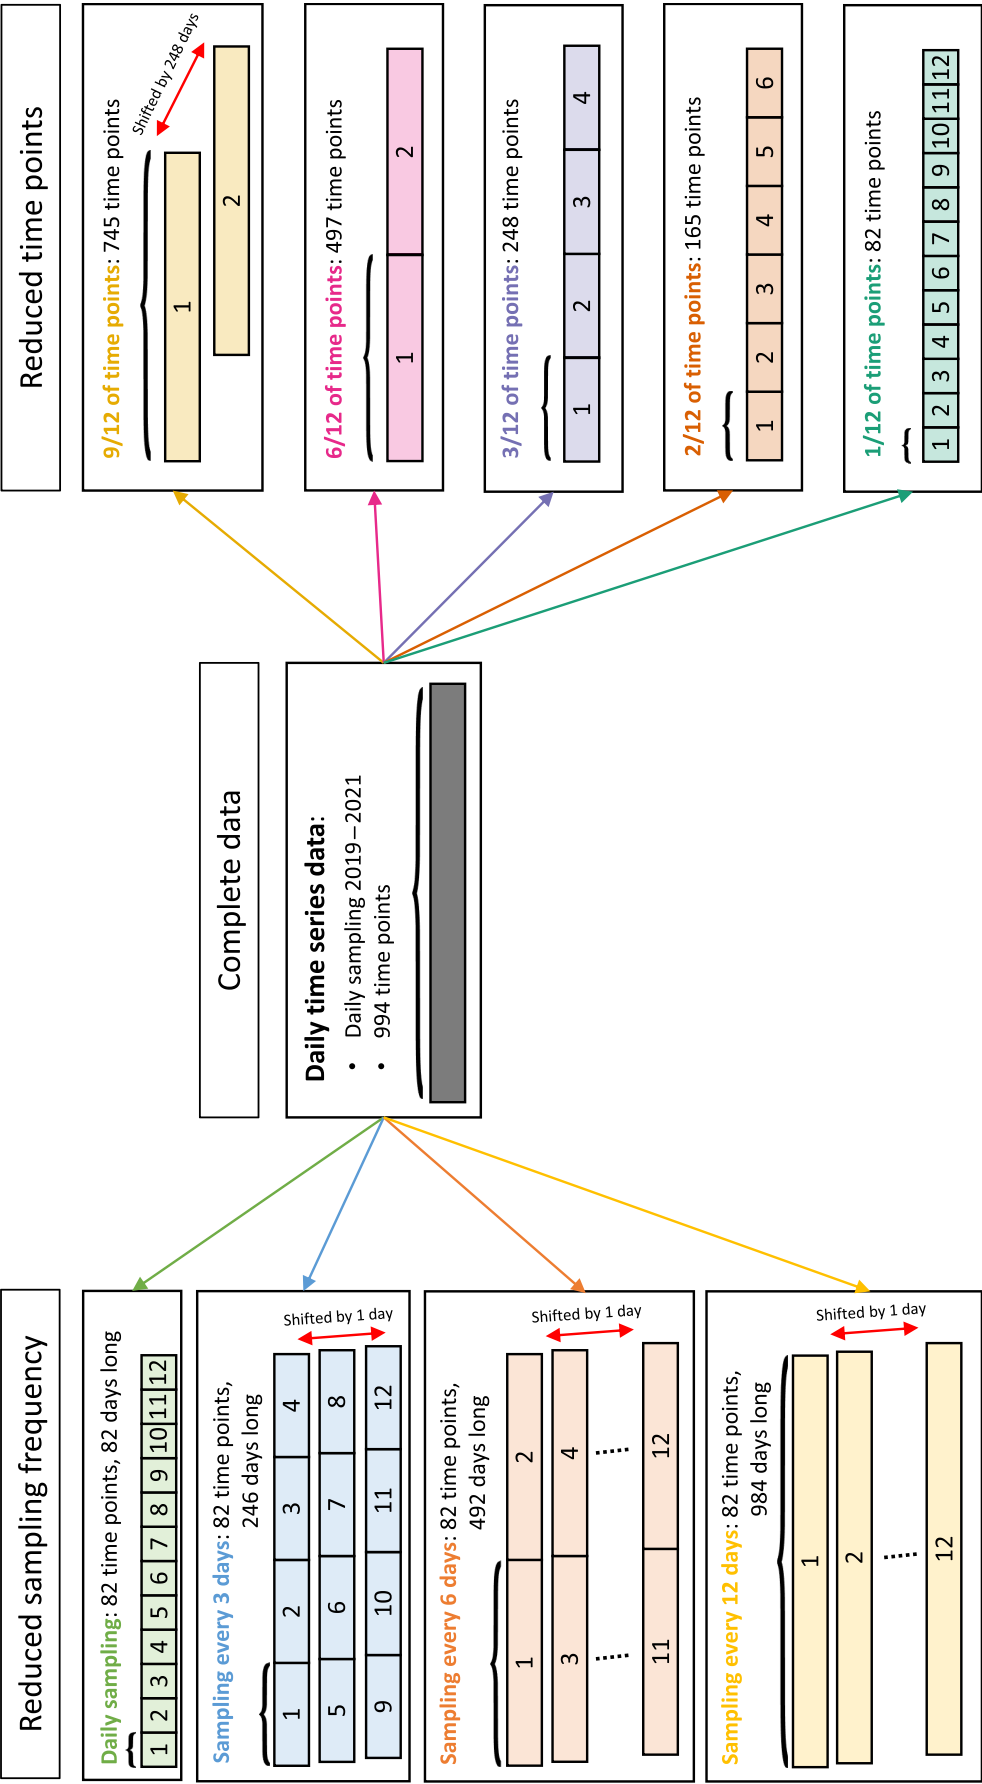 Reduced sampling frequency
Daily sampling: 82 time points, 82 days long
1 2 3 4 5 6 7 8 9 10 11 12
Sampling every 3 days: 82 time points,
246 days long
1 2 3 4
5 6 7 8
9 10 11 12
Shifted by 1 day
Sampling every 6 days: 82 time points,
492 days long
1 2
3 4
11 12
Shifted by 1 day
Sampling every 12 days: 82 time points,
984 days long
1
2
12
Shifted by 1 day
Complete data
Daily time series data:
• Daily sampling 2019–2021
• 994 time points
Reduced time points
9/12 of time points: 745 time points
Shifted by 248 days
1
2
6/12 of time points: 497 time points
1 2
3/12 of time points: 248 time points
1 2 3 4
2/12 of time points: 165 time points
1 2 3 4 5 6
1/12 of time points: 82 time points
1 2 3 4 5 6 7 8 9 10 11 12